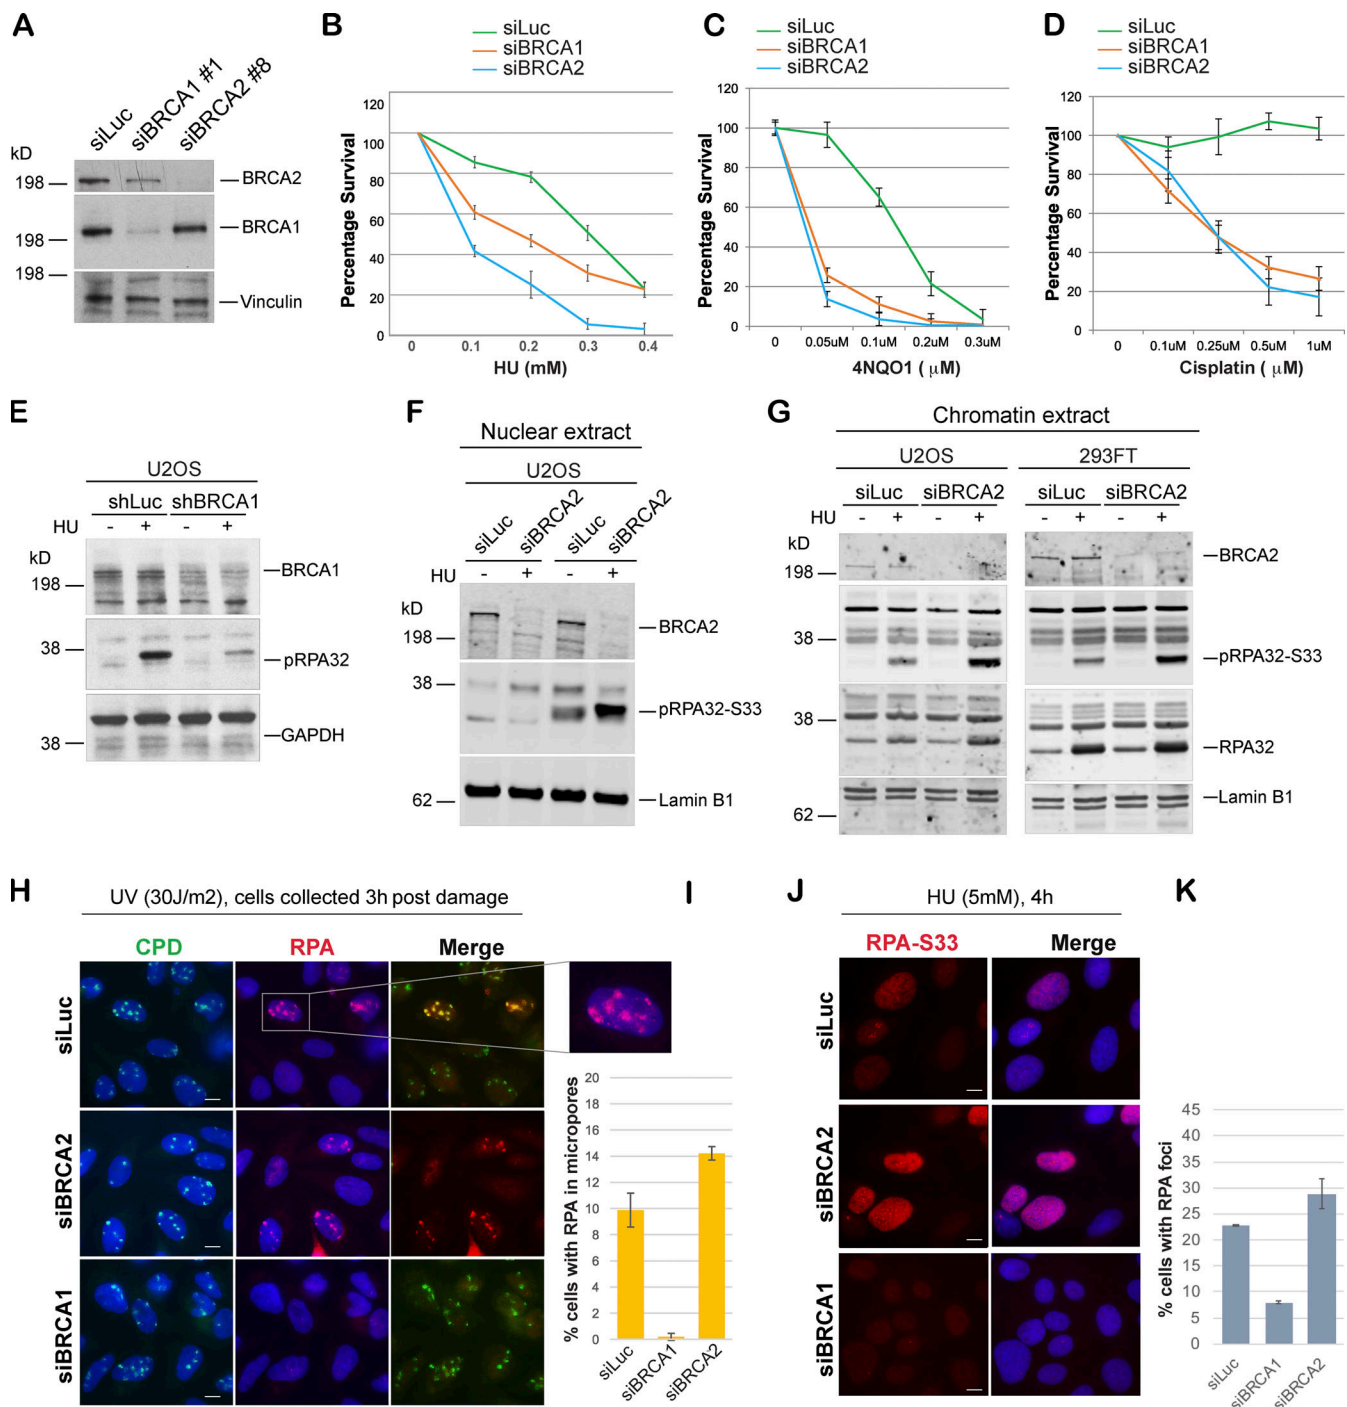 A
siLuc
siBRCA1 #1
siBRCA2 #8
kD
198
BRCA2
198
BRCA1
198
Vinculin
B
siLuc
siBRCA1
siBRCA2
Percentage Survival
120
100
80
60
40
20
0
0 0.1 0.2 0.3 0.4
HU (mM)
C
siLuc
siBRCA1
siBRCA2
Percentage Survival
120
100
80
60
40
20
0
0 0.05uM 0.1uM 0.2uM 0.3uM
4NQO1 ( μM)
D
siLuc
siBRCA1
siBRCA2
Percentage Survival
120
100
80
60
40
20
0
0 0.1uM 0.25uM 0.5uM 1uM
Cisplatin ( μM)
E
U2OS
shLuc shBRCA1
HU - + - +
kD
198
BRCA1
38
pRPA32
38
GAPDH
F
Nuclear extract
U2OS
siLuc
siBRCA2
siLuc
siBRCA2
HU - + - +
kD
198
BRCA2
38
pRPA32-S33
62
Lamin B1
G
Chromatin extract
U2OS 293FT
siLuc siBRCA2 siLuc siBRCA2
HU - + - + - + - +
kD
198
BRCA2
38
pRPA32-S33
38
RPA32
62
Lamin B1
H
UV (30J/m2), cells collected 3h post damage
CPD RPA Merge
siLuc
siBRCA2
siBRCA1
I
% cells with RPA in micropores
20
18
16
14
12
10
8
6
4
2
0
siLuc
siBRCA1
siBRCA2
J
HU (5mM), 4h
RPA-S33 Merge
siLuc
siBRCA2
siBRCA1
K
% cells with RPA foci
45
40
35
30
25
20
15
10
5
0
siLuc
siBRCA1
siBRCA2